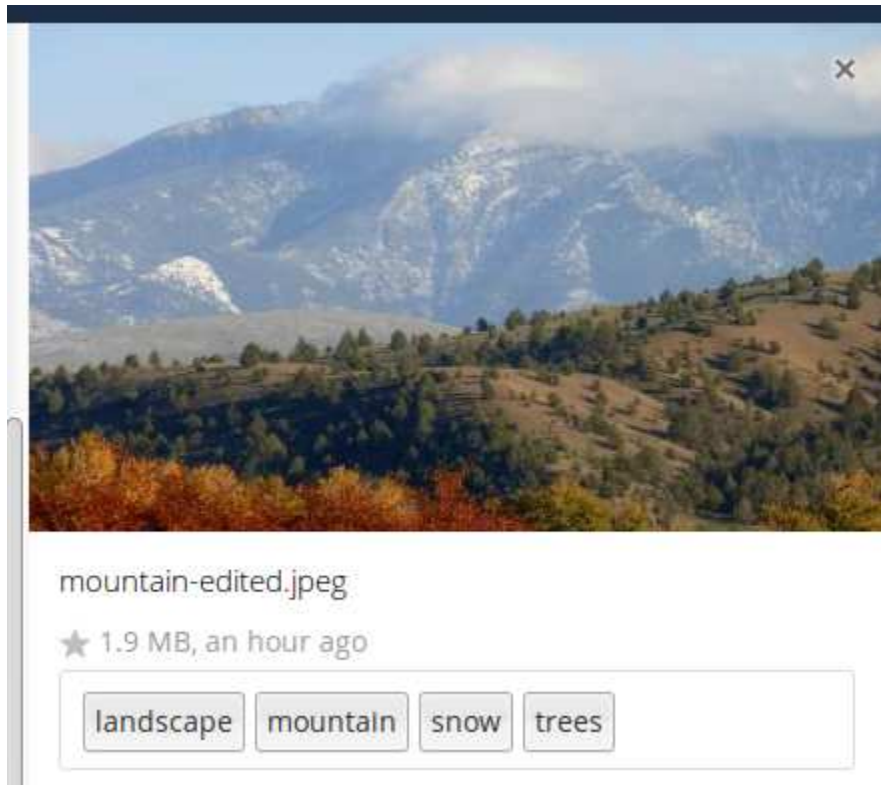 mountain-edited.jpeg
1.9 MB, an hour ago
landscape mountain snow trees